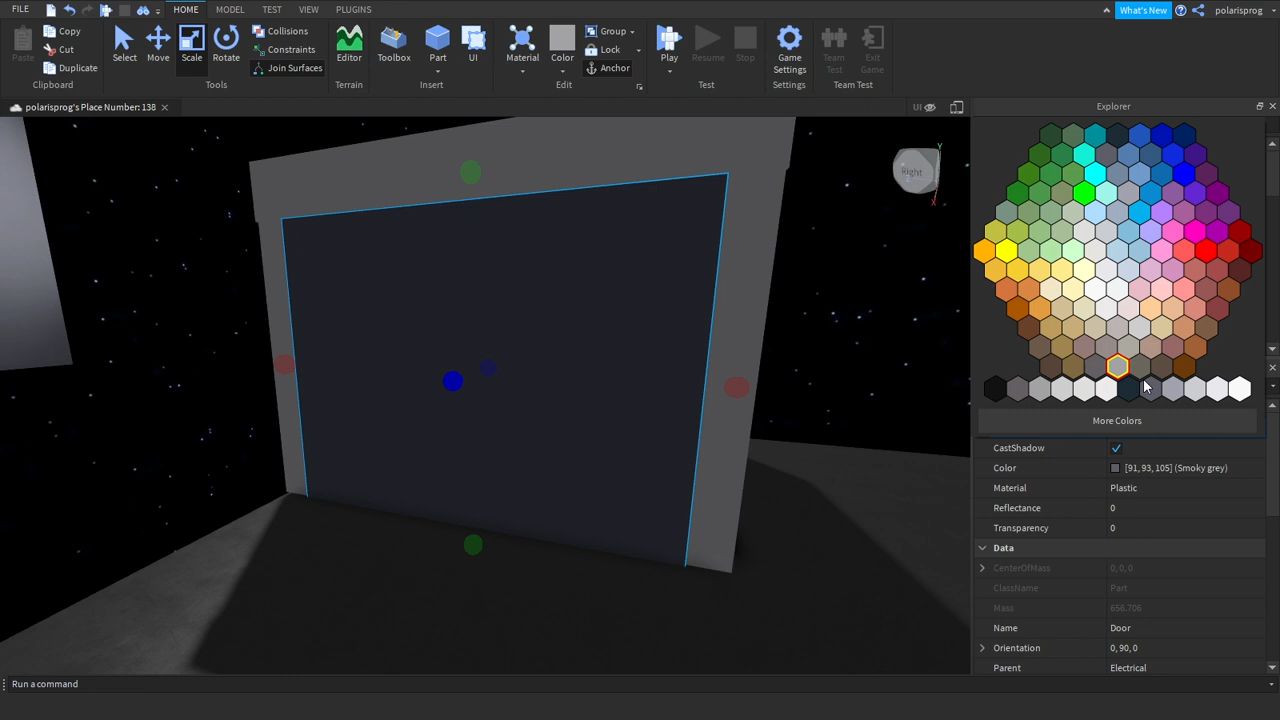 FILE HOME MODEL TEST VIEW PLUGINS What's New polarisprog
Copy Collisions Group
Cut Constraints Lock
Paste Duplicate Select Move Scale Rotate Join Surfaces Editor Toolbox Part UI Material Color Anchor Play Resume Stop Game Settings Team Test Exit Game
Clipboard Tools Terrain Insert Edit Test Settings Team Test
polarisprog's Place Number: 138 UI Explorer
Y
Right
X
More Colors
CastShadow
Color [91, 93, 105] (Smoky grey)
Material Plastic
Reflectance 0
Transparency 0
Data
CenterOfMass 0, 0, 0
ClassName Part
Mass 656.706
Name Door
Orientation 0, 90, 0
Parent Electrical
Run a command